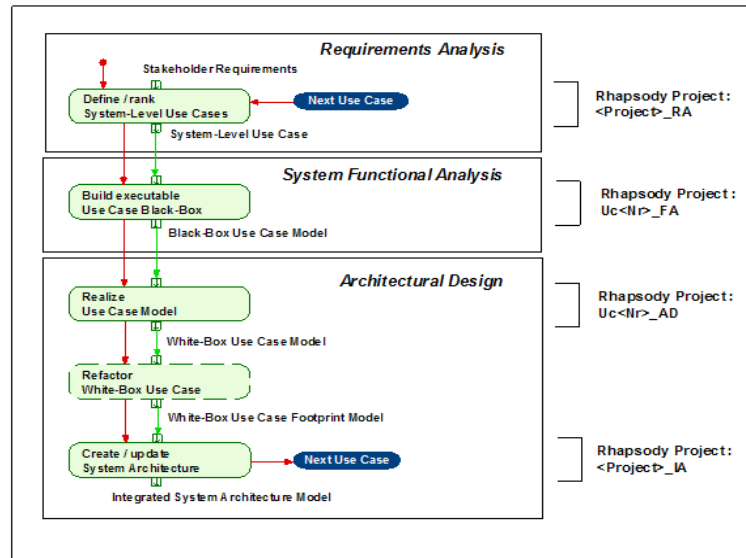 Requirements Analysis
Stakeholder Requirements
Define / rank
System-Level Use Cases
Next Use Case
System-Level Use Case
Rhapsody Project:
<Project>_RA
System Functional Analysis
Build executable
Use Case Black-Box
Black-Box Use Case Model
Rhapsody Project:
Uc<Nr>_FA
Architectural Design
Realize
Use Case Model
White-Box Use Case Model
Rhapsody Project:
Uc<Nr>_AD
Refactor
White-Box Use Case
White-Box Use Case Footprint Model
Create / update
System Architecture
Next Use Case
Integrated System Architecture Model
Rhapsody Project:
<Project>_IA